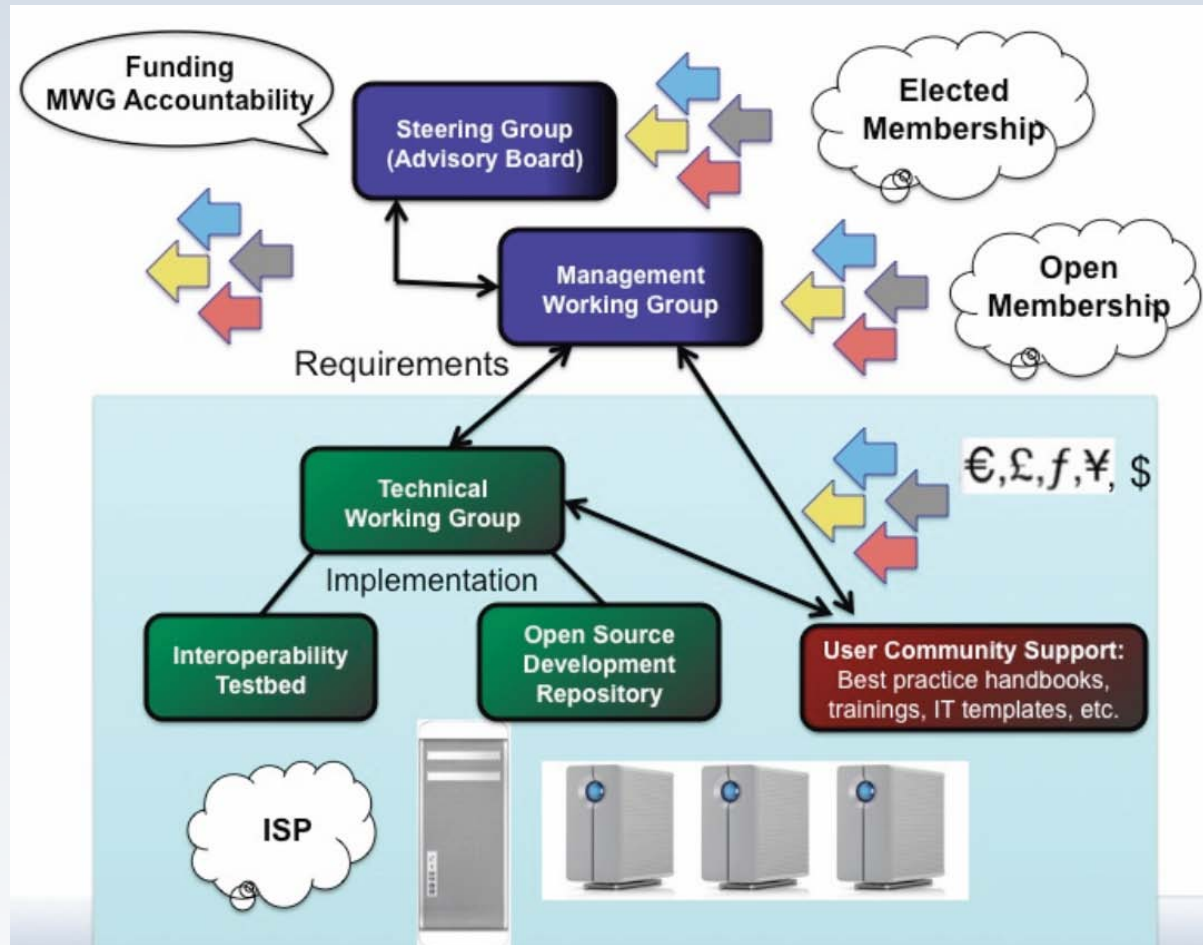 Funding
MWG Accountability
Steering Group
(Advisory Board)
Elected
Membership
Management
Working Group
Open
Membership
Requirements
Technical
Working Group
€,£,ƒ,¥, $
Implementation
Interoperability
Testbed
Open Source
Development
Repository
User Community Support:
Best practice handbooks,
trainings, IT templates, etc.
ISP